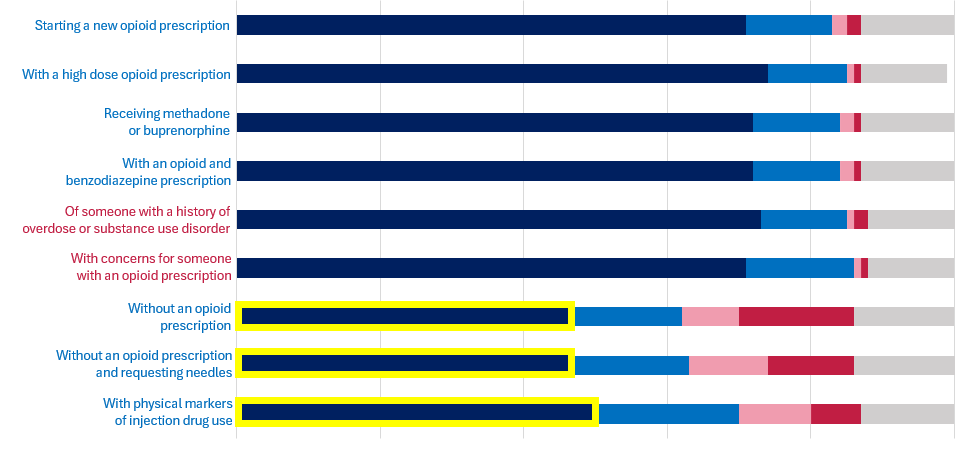 Starting a new opioid prescription
With a high dose opioid prescription
Receiving methadone
or buprenorphine
With an opioid and
benzodiazepine prescription
Of someone with a history of
overdose or substance use disorder
With concerns for someone
with an opioid prescription
Without an opioid
prescription
Without an opioid prescription
and requesting needles
With physical markers
of injection drug use